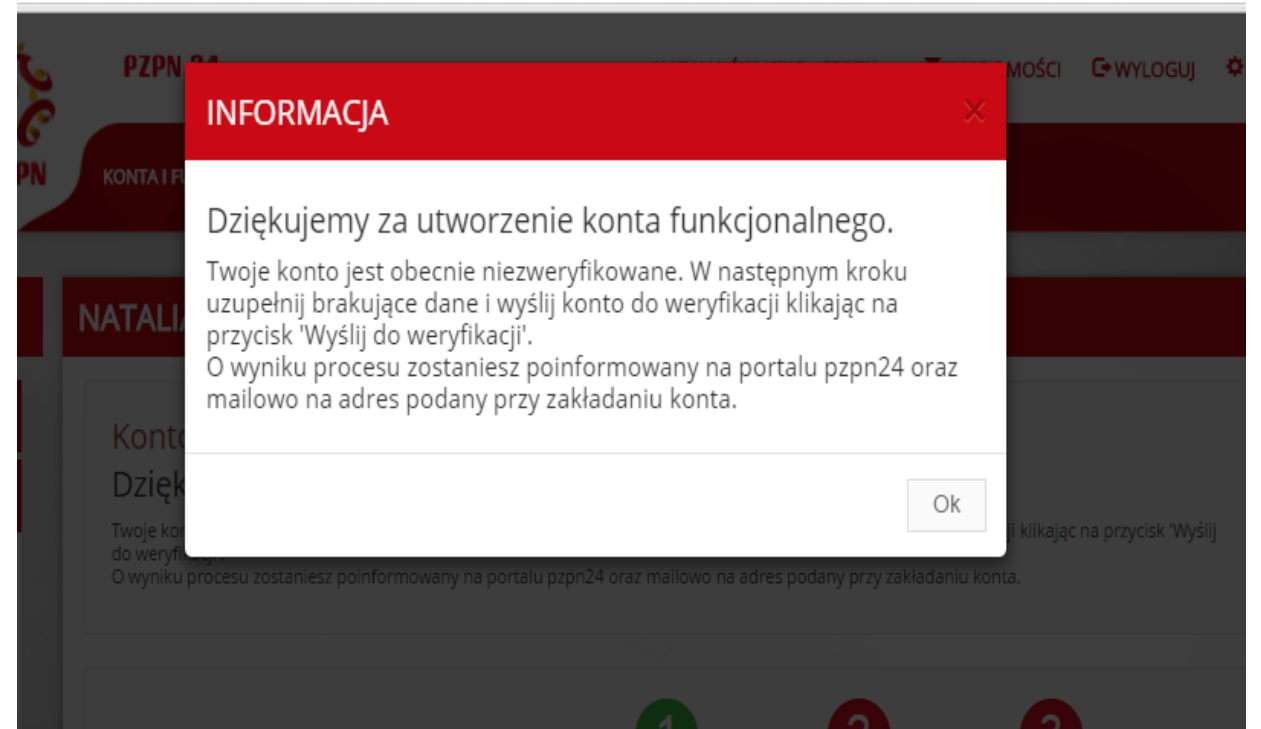 PZPN
MOŚCI
WYLOGUJ
INFORMACJA
PN
KONTA I
Dziękujemy za utworzenie konta funkcjonalnego.
Twoje konto jest obecnie niezweryfikowane. W następnym kroku
uzupełnij brakujące dane i wyślij konto do weryfikacji klikając na
przycisk 'Wyślij do weryfikacji'.
O wyniku procesu zostaniesz poinformowany na portalu pzpn24 oraz
mailowo na adres podany przy zakładaniu konta.
NATALI
Ok
Kont
Dzięk
Twoje kon
ji klikając na przycisk 'Wyślij
do weryfi
O wyniku procesu zostaniesz poinformowany na portalu pzpn24 oraz mailowo na adres podany przy zakładaniu konta.
1
2
3